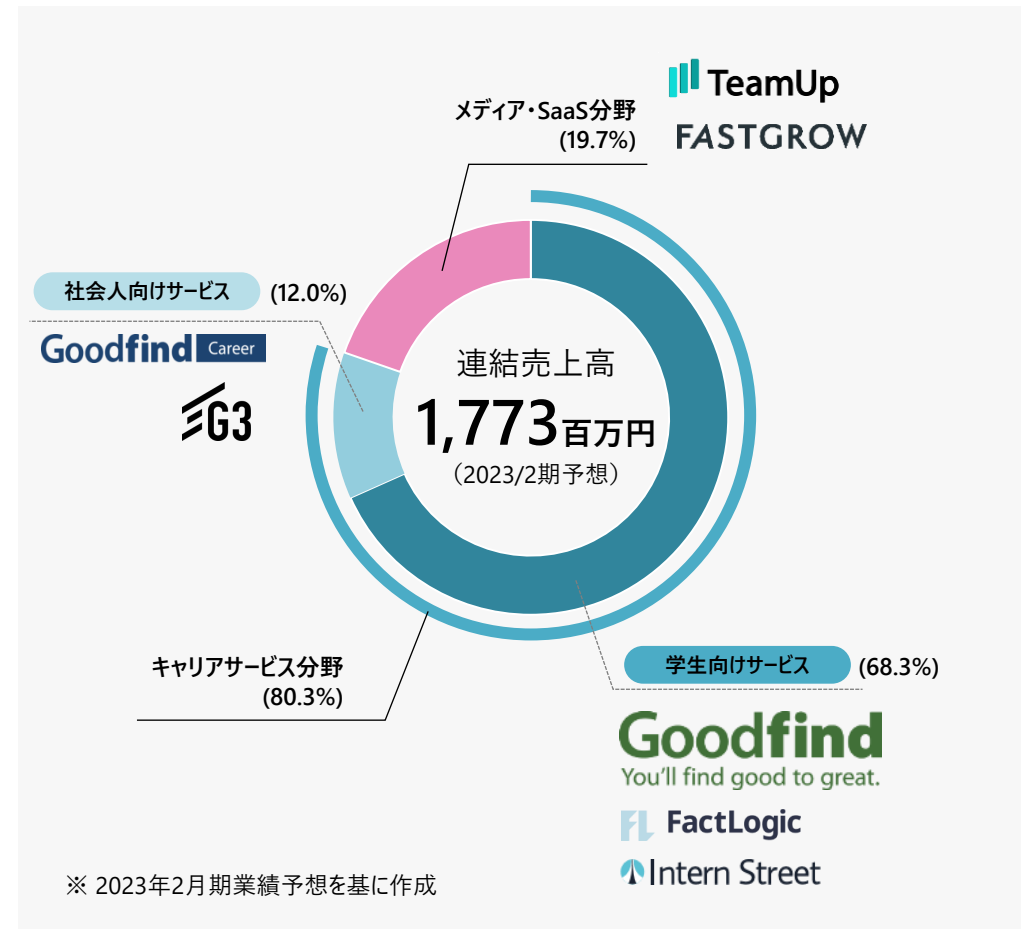 TeamUp
メディア・SaaS分野
(19.7%)
FASTGROW
社会人向けサービス (12.0%)
Goodfind Career
G3
連結売上高
1,773百万円
（2023/2期予想）
キャリアサービス分野
(80.3%)
学生向けサービス (68.3%)
Goodfind
You'll find good to great.
FL FactLogic
Intern Street
※ 2023年2月期業績予想を基に作成